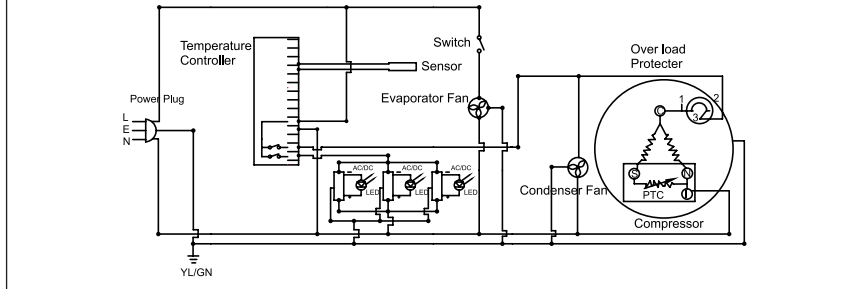 Switch
Temperature
Controller
Sensor
Over load
Protecter
Evaporator Fan
Power Plug
L
E
N
1
2
3
AC/DC
AC/DC
AC/DC
LED
LED
LED
S
N
PTC
Condenser Fan
Compressor
YL/GN